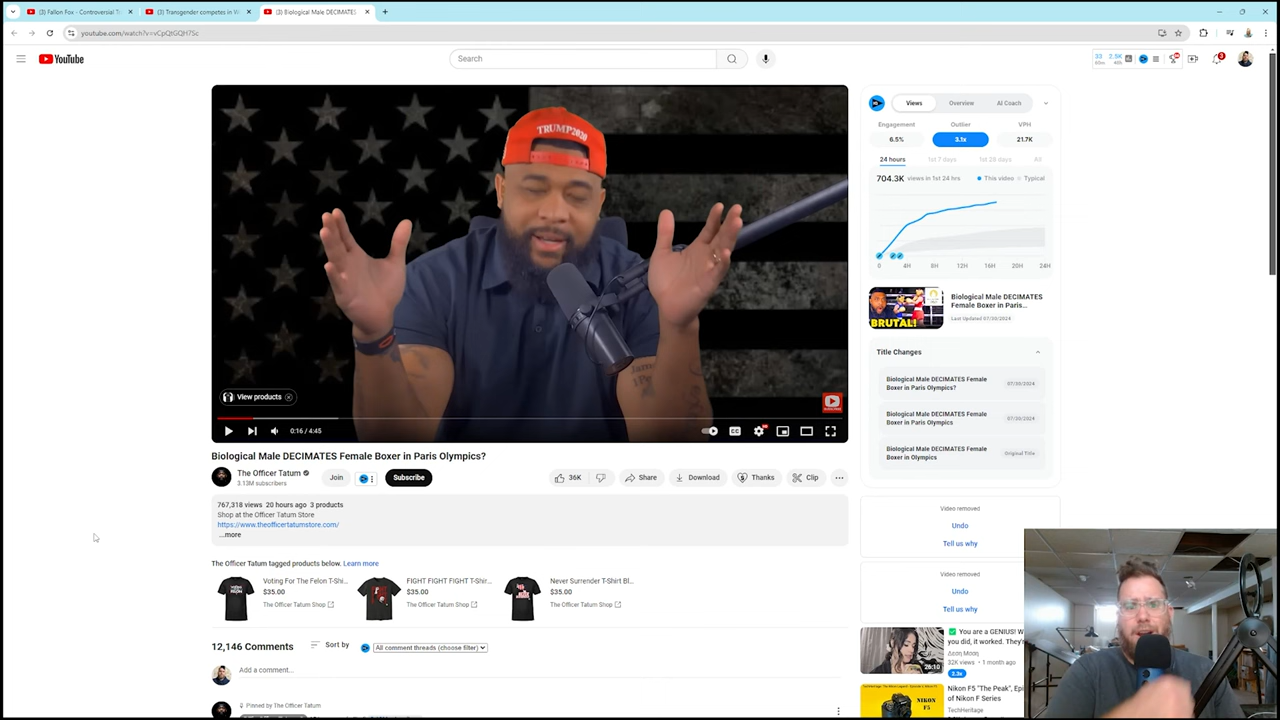 (3) Fallon Fox - Controversial T
(3) Transgender competes in W
(3) Biological Male DECIMATES
youtube.com/watch?v=vCpQtGQH7Sc
YouTube
Search
3
TRUMP2020
View products
0:16 / 4:45
Biological Male DECIMATES Female Boxer in Paris Olympics?
The Officer Tatum
3.13M subscribers
Join
Subscribe
36K
Share
Download
Thanks
Clip
767,318 views 20 hours ago 3 products
Shop at the Officer Tatum Store
https://www.theofficertatumstore.com/
...more
The Officer Tatum tagged products below. Learn more
Voting For The Felon T-Shi...
$35.00
The Officer Tatum Shop
FIGHT FIGHT FIGHT T-Shir...
$35.00
The Officer Tatum Shop
Never Surrender T-Shirt Bl...
$35.00
The Officer Tatum Shop
12,146 Comments
Sort by
All comment threads (choose filter)
Add a comment...
Pinned by The Officer Tatum
Views
Overview
AI Coach
Engagement
Outlier
VPH
6.5%
3.1x
21.7K
24 hours
1st 7 days
1st 28 days
All
704.3K views in 1st 24 hrs
This video
Typical
0
4H
8H
12H
16H
20H
24H
BRUTAL!
Biological Male DECIMATES
Female Boxer in Paris...
Last Updated 07/30/2024
Title Changes
Biological Male DECIMATES Female
Boxer in Paris Olympics?
07/30/2024
Biological Male DECIMATES Female
Boxer in Paris Olympics
07/30/2024
Biological Male DECIMATES Female
Boxer in Olympics
Original Title
Video removed
Undo
Tell us why
Video removed
Undo
Tell us why
26:10
You are a GENIUS! W
you did, it worked. They'
32K views • 1 month ago
2.3x
NIKON
F5
Nikon F5 "The Peak", Epi
of Nikon F Series
TechHeritage